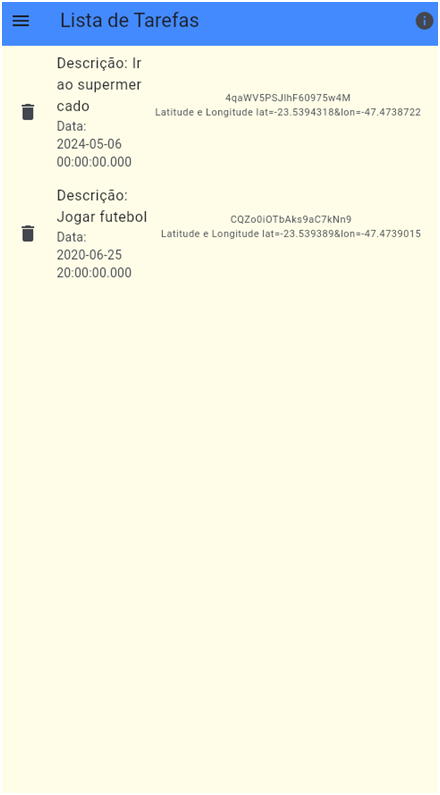 Lista de Tarefas
Descrição: Ir
ao supermer
cado
Data:
2024-05-06
00:00:00.000
4qaWV5PSJIhF60975w4M
Latitude e Longitude lat=-23.5394318&lon=-47.4738722
Descrição:
Jogar futebol
Data:
2020-06-25
20:00:00.000
CQZo0iOTbAks9aC7kNn9
Latitude e Longitude lat=-23.539389&lon=-47.4739015